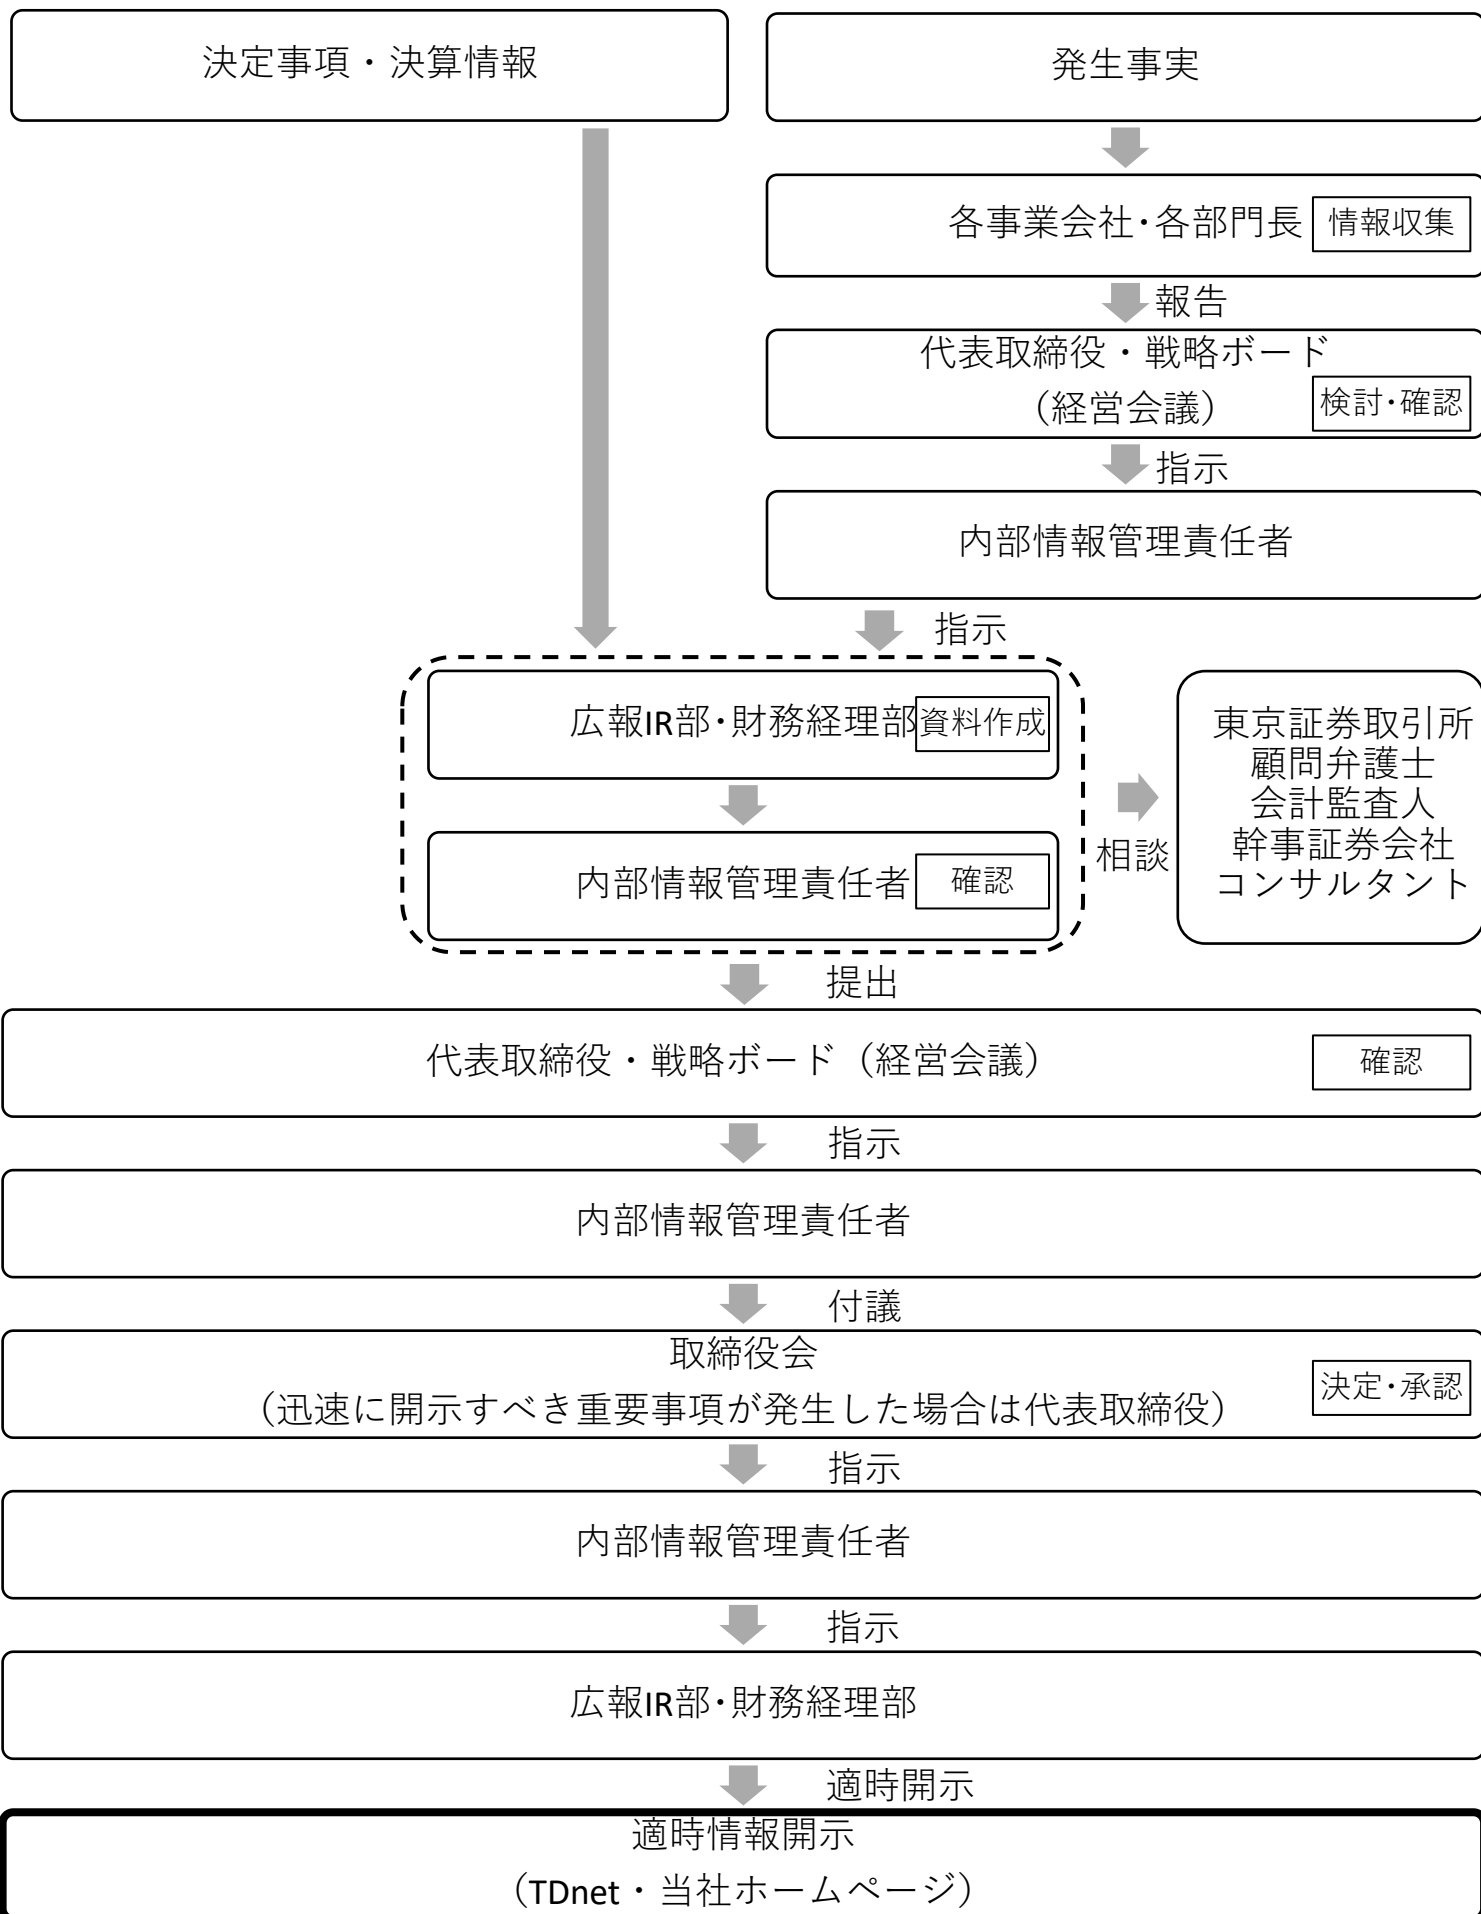 決定事項・決算情報
発生事実
各事業会社・各部門長
情報収集
報告
代表取締役・戦略ボード
（経営会議）
検討・確認
指示
内部情報管理責任者
指示
広報IR部・財務経理部
資料作成
内部情報管理責任者
確認
相談
東京証券取引所
顧問弁護士
会計監査人
幹事証券会社
コンサルタント
提出
代表取締役・戦略ボード（経営会議）
確認
指示
内部情報管理責任者
付議
取締役会
（迅速に開示すべき重要事項が発生した場合は代表取締役）
決定・承認
指示
内部情報管理責任者
指示
広報IR部・財務経理部
適時開示
適時情報開示
（TDnet・当社ホームページ）